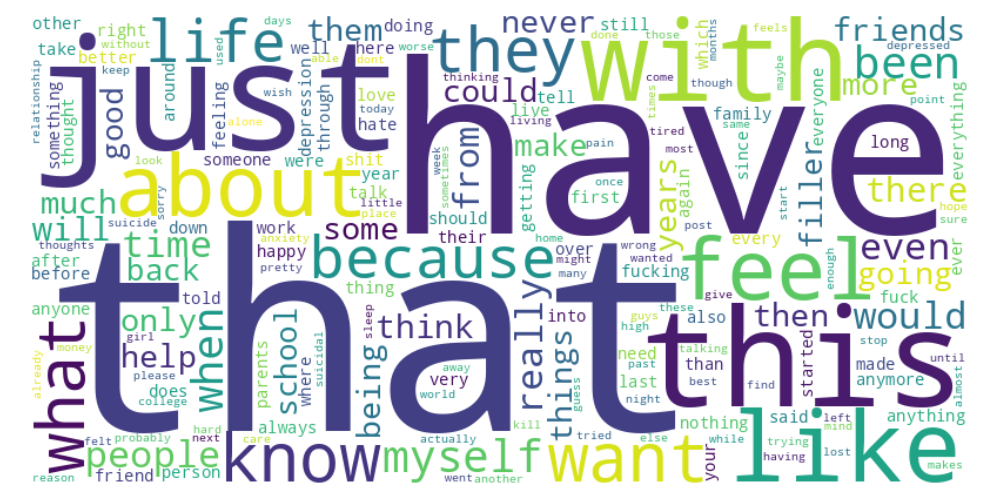 other
take
right
without
better
life
days
used
them
doing
well
able
here
worse
dont
they
never
still
done
those
which
months
with
feels
friends
been
more
depressed
though
come
maybe
relationship
something
thought
keep
just
good
around
feeling
alone
wish
depression
through
love
today
hate
thinking
could
tell
live
living
have
times
family
same
since
tired
most
everyone
long
point
everything
look
someone
were
shit
year
talk
little
place
sorry
about
week
sometimes
from
make
pain
getting
first
once
years
again
post
start
filler
there
hope
sure
much
will
suicide
down
work
some
happy
anxiety
pretty
should
their
home
because
over
might
many
wrong
wanted
fucking
every
feel
enough
even
going
ever
thoughts
after
before
time
back
thing
that
sleep
think
into
these
guys
high
give
also
then
would
fuck
stop
until
anyone
what
only
girl
help
please
does
college
told
when
parents
school
where
suicidal
being
away
very
world
really
things
guess
need
past
last
night
talking
than
best
find
this
started
made
anymore
almost
already
money
always
nothing
said
left
mind
anything
like
felt
probably
hard
next
people
friend
person
reason
care
know
actually
went
another
myself
kill
tried
else
want
while
your
trying
having
lost
makes